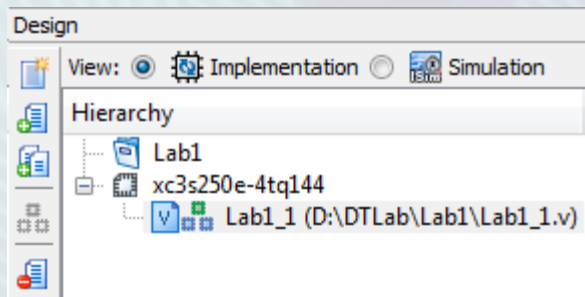 Design
View: Implementation Simulation
Hierarchy
Lab1
xc3s250e-4tq144
V Lab1_1 (D:\DTLab\Lab1\Lab1_1.v)